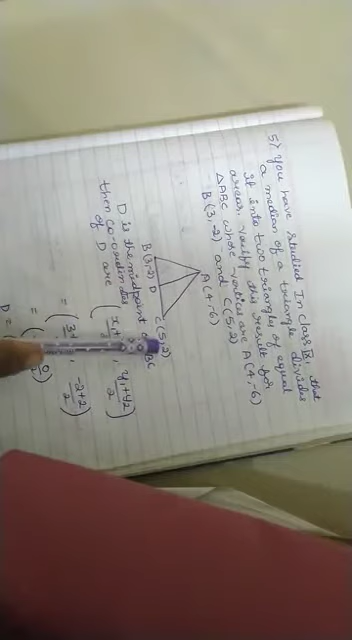 5) You have studied In Class IX, that
a median of a triangle divides
it into two triangles of equal
areas. verify this result for
△ABC whose vertices are A(4,-6)
B(3,-2) and C(5,2)
A(4,-6)
B(3,-2) D C(5,2)
D is the midpoint of BC
then co-ordinates
of D are
( , y₁+y₂/2)
= ( , -2+2/2)
= (
D = (